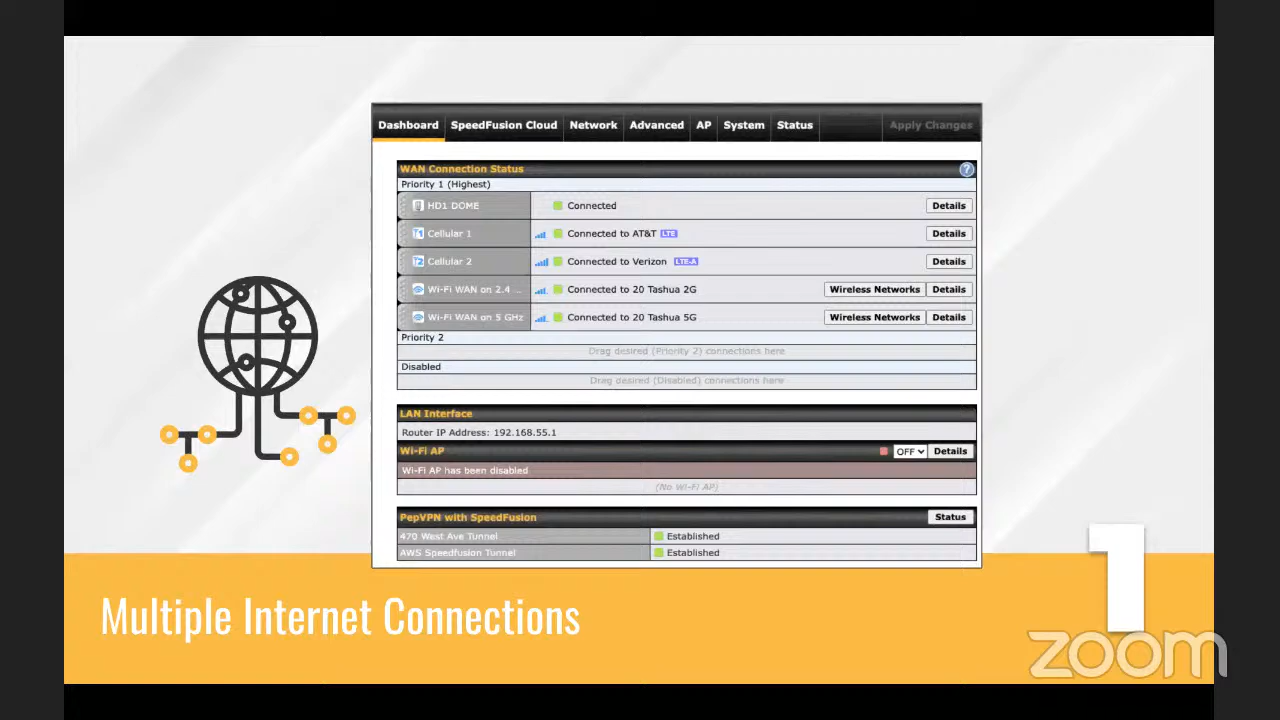 Dashboard SpeedFusion Cloud Network Advanced AP System Status Apply Changes
WAN Connection Status ?
Priority 1 (Highest)
HD1 DOME Connected Details
Cellular 1 Connected to AT&T LTE Details
Cellular 2 Connected to Verizon LTE-A Details
Wi-Fi WAN on 2.4 ... Connected to 20 Tashua 2G Wireless Networks Details
Wi-Fi WAN on 5 GHz Connected to 20 Tashua 5G Wireless Networks Details
Priority 2
Drag desired (Priority 2) connections here
Disabled
Drag desired (Disabled) connections here
LAN Interface
Router IP Address: 192.168.55.1
Wi-Fi AP OFF Details
Wi-Fi AP has been disabled
(No Wi-Fi AP)
PepVPN with SpeedFusion Status
470 West Ave Tunnel Established
AWS Speedfusion Tunnel Established
Multiple Internet Connections
1
zoom